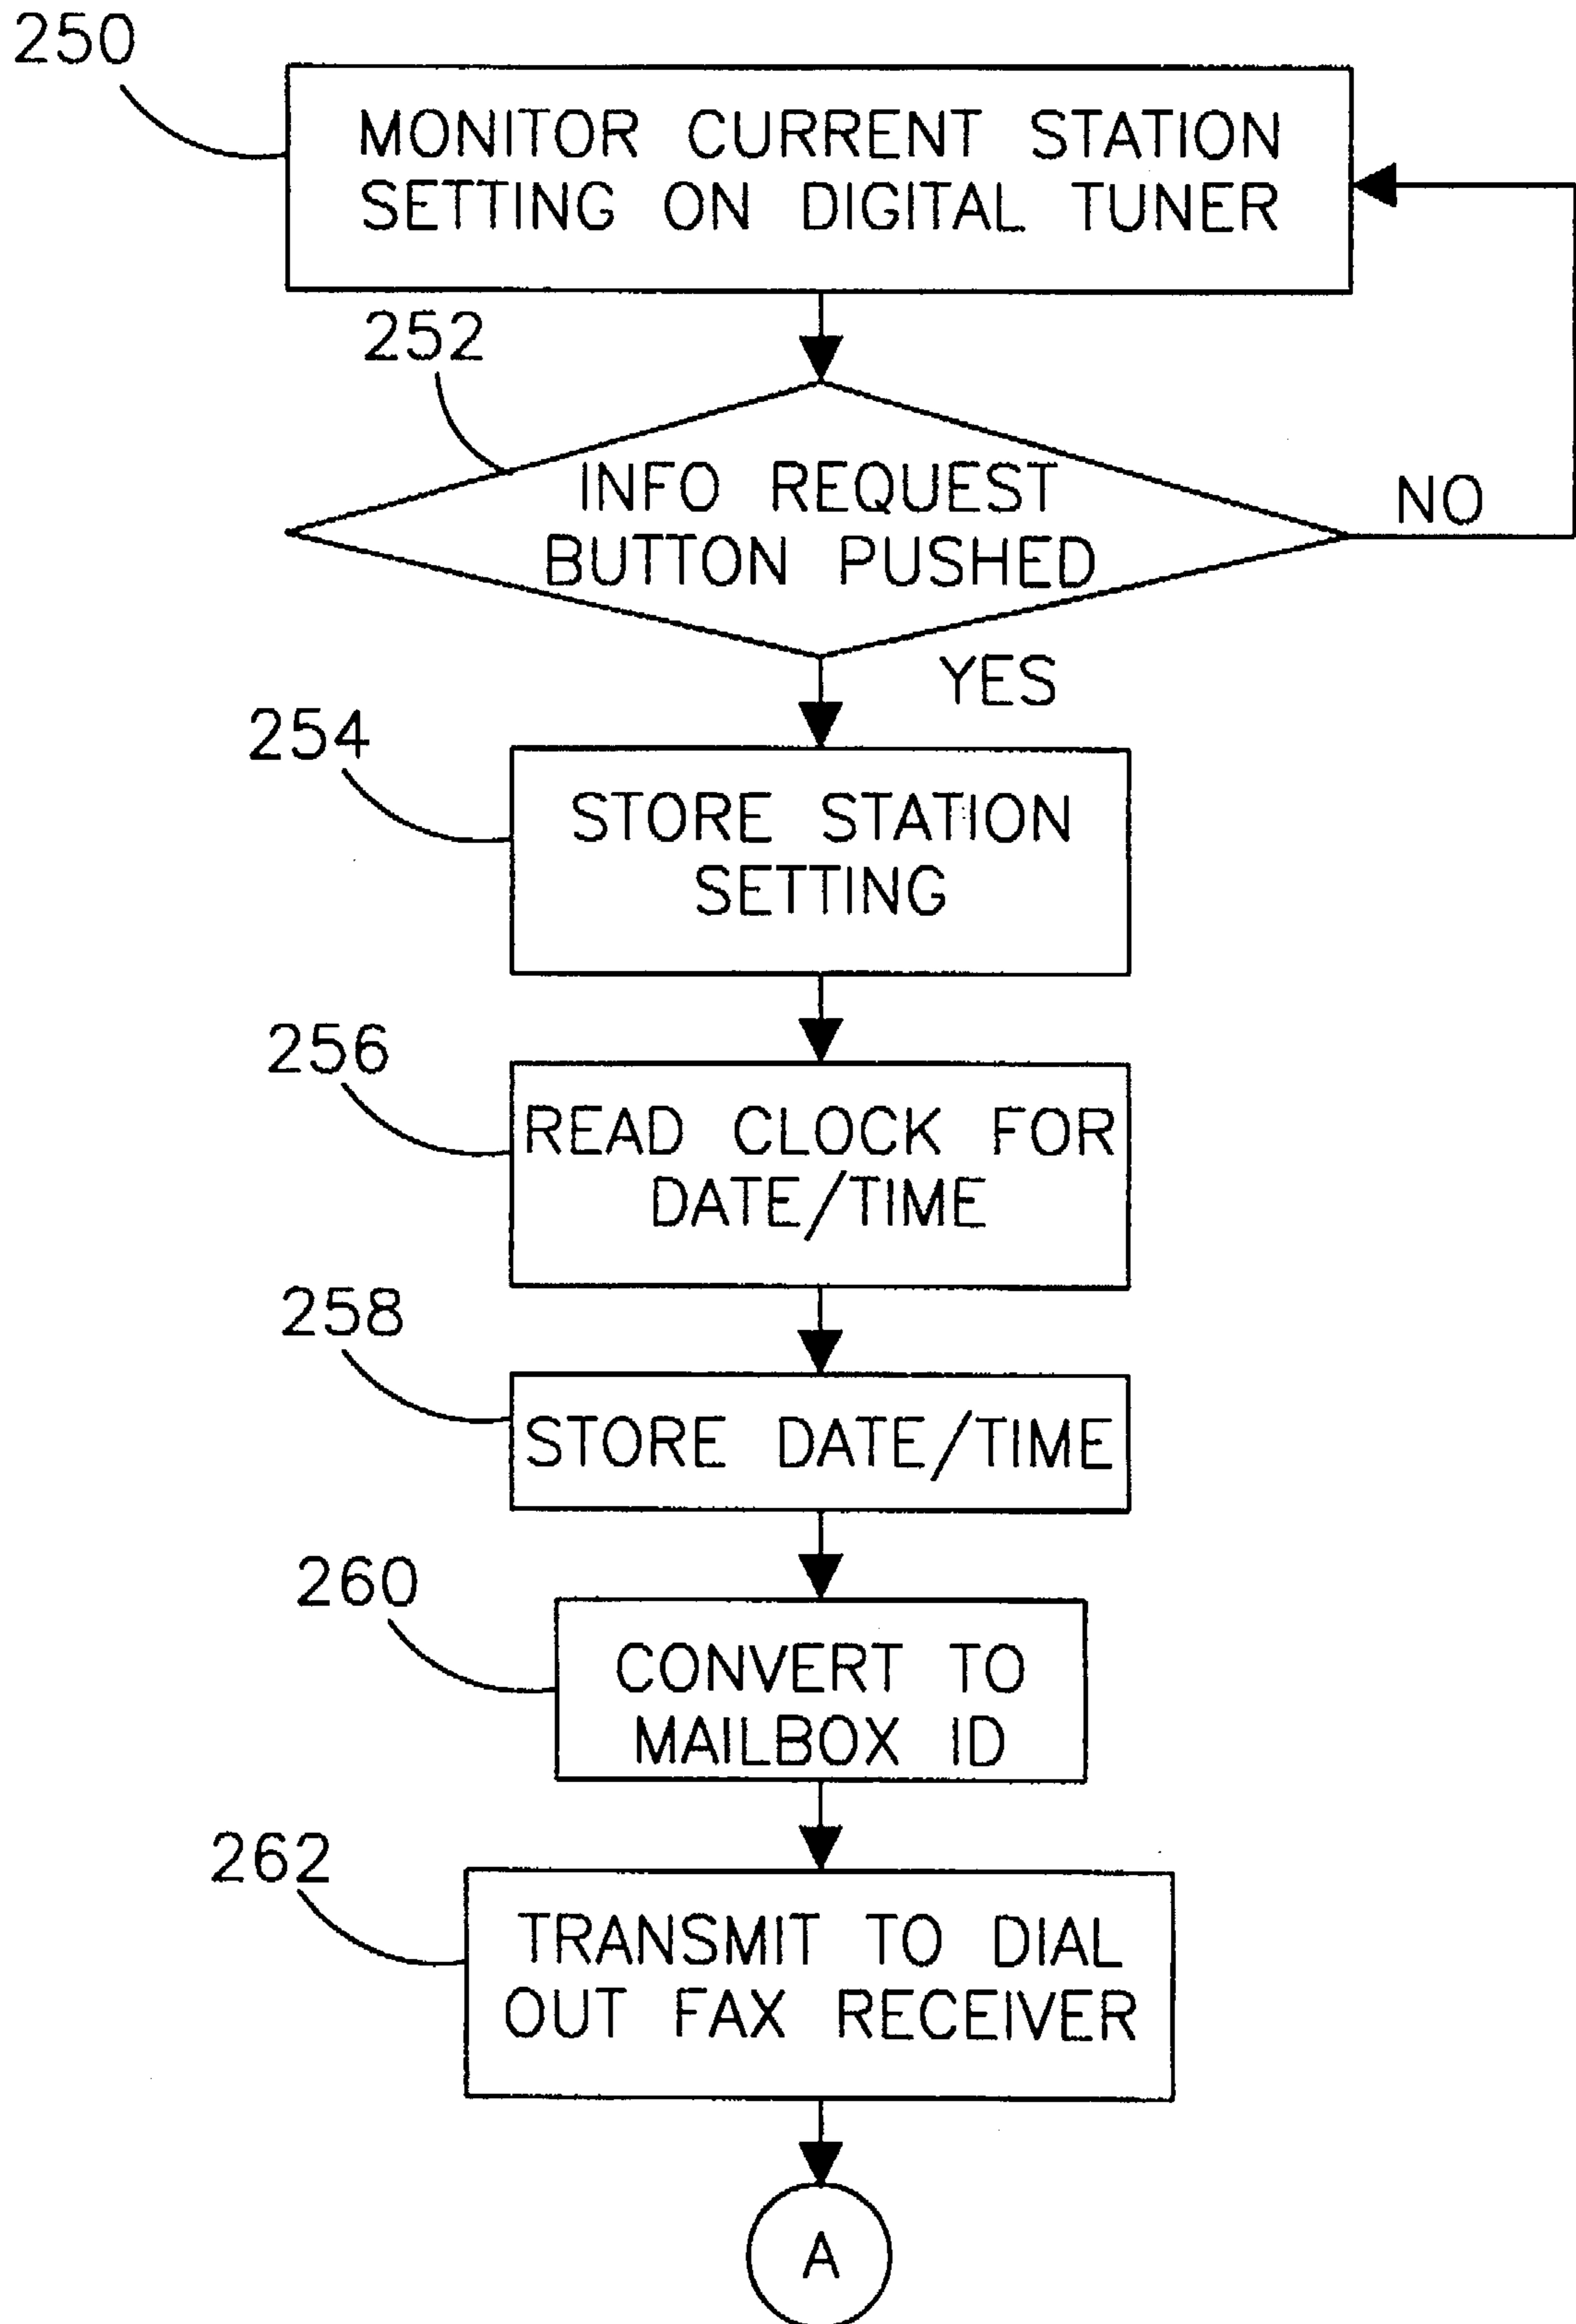 250
MONITOR CURRENT STATION
SETTING ON DIGITAL TUNER
252
INFO REQUEST
BUTTON PUSHED
NO
YES
254
STORE STATION
SETTING
256
READ CLOCK FOR
DATE/TIME
258
STORE DATE/TIME
260
CONVERT TO
MAILBOX ID
262
TRANSMIT TO DIAL
OUT FAX RECEIVER
A